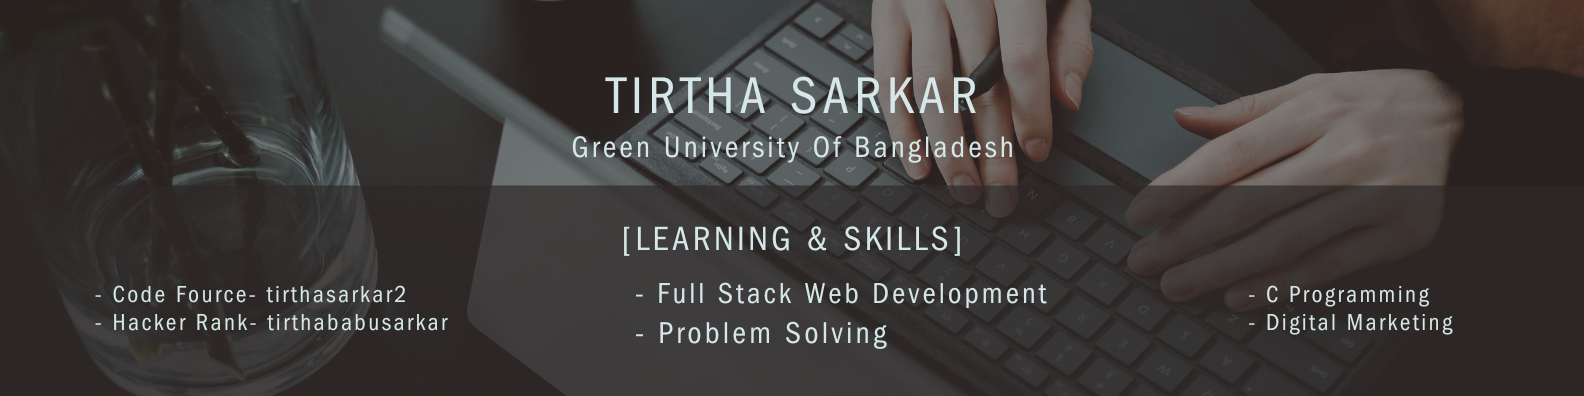 TIRTHA SARKAR
Green University Of Bangladesh
[LEARNING & SKILLS]
- Code Fource- tirthasarkar2
- Hacker Rank- tirthababusarkar
- Full Stack Web Development
- Problem Solving
- C Programming
- Digital Marketing